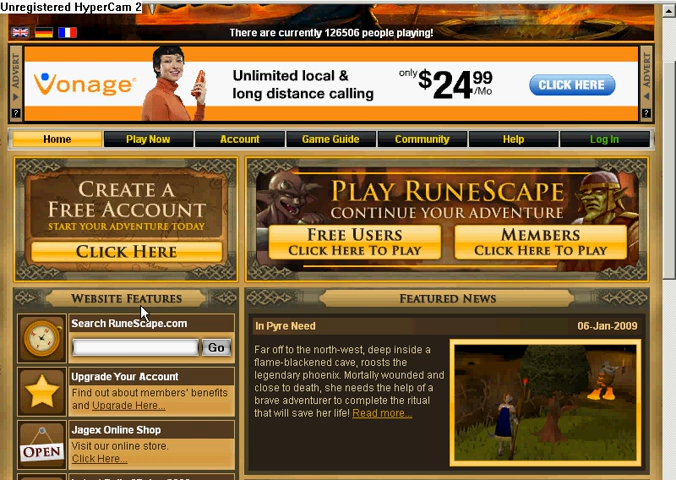 Unregistered HyperCam 2
There are currently 126506 people playing!
ADVERT
?
Vonage®
Unlimited local &
long distance calling
only $24 99 /Mo
CLICK HERE
ADVERT
?
Home
Play Now
Account
Game Guide
Community
Help
Log In
CREATE A
FREE ACCOUNT
START YOUR ADVENTURE TODAY
CLICK HERE
PLAY RUNESCAPE
CONTINUE YOUR ADVENTURE
FREE USERS
CLICK HERE TO PLAY
MEMBERS
CLICK HERE TO PLAY
WEBSITE FEATURES
Search RuneScape.com
Go
Upgrade Your Account
Find out about members' benefits
and Upgrade Here...
OPEN
Jagex Online Shop
Visit our online store.
Click Here...
FEATURED NEWS
In Pyre Need
06-Jan-2009
Far off to the north-west, deep inside a
flame-blackened cave, roosts the
legendary phoenix. Mortally wounded and
close to death, she needs the help of a
brave adventurer to complete the ritual
that will save her life! Read more...